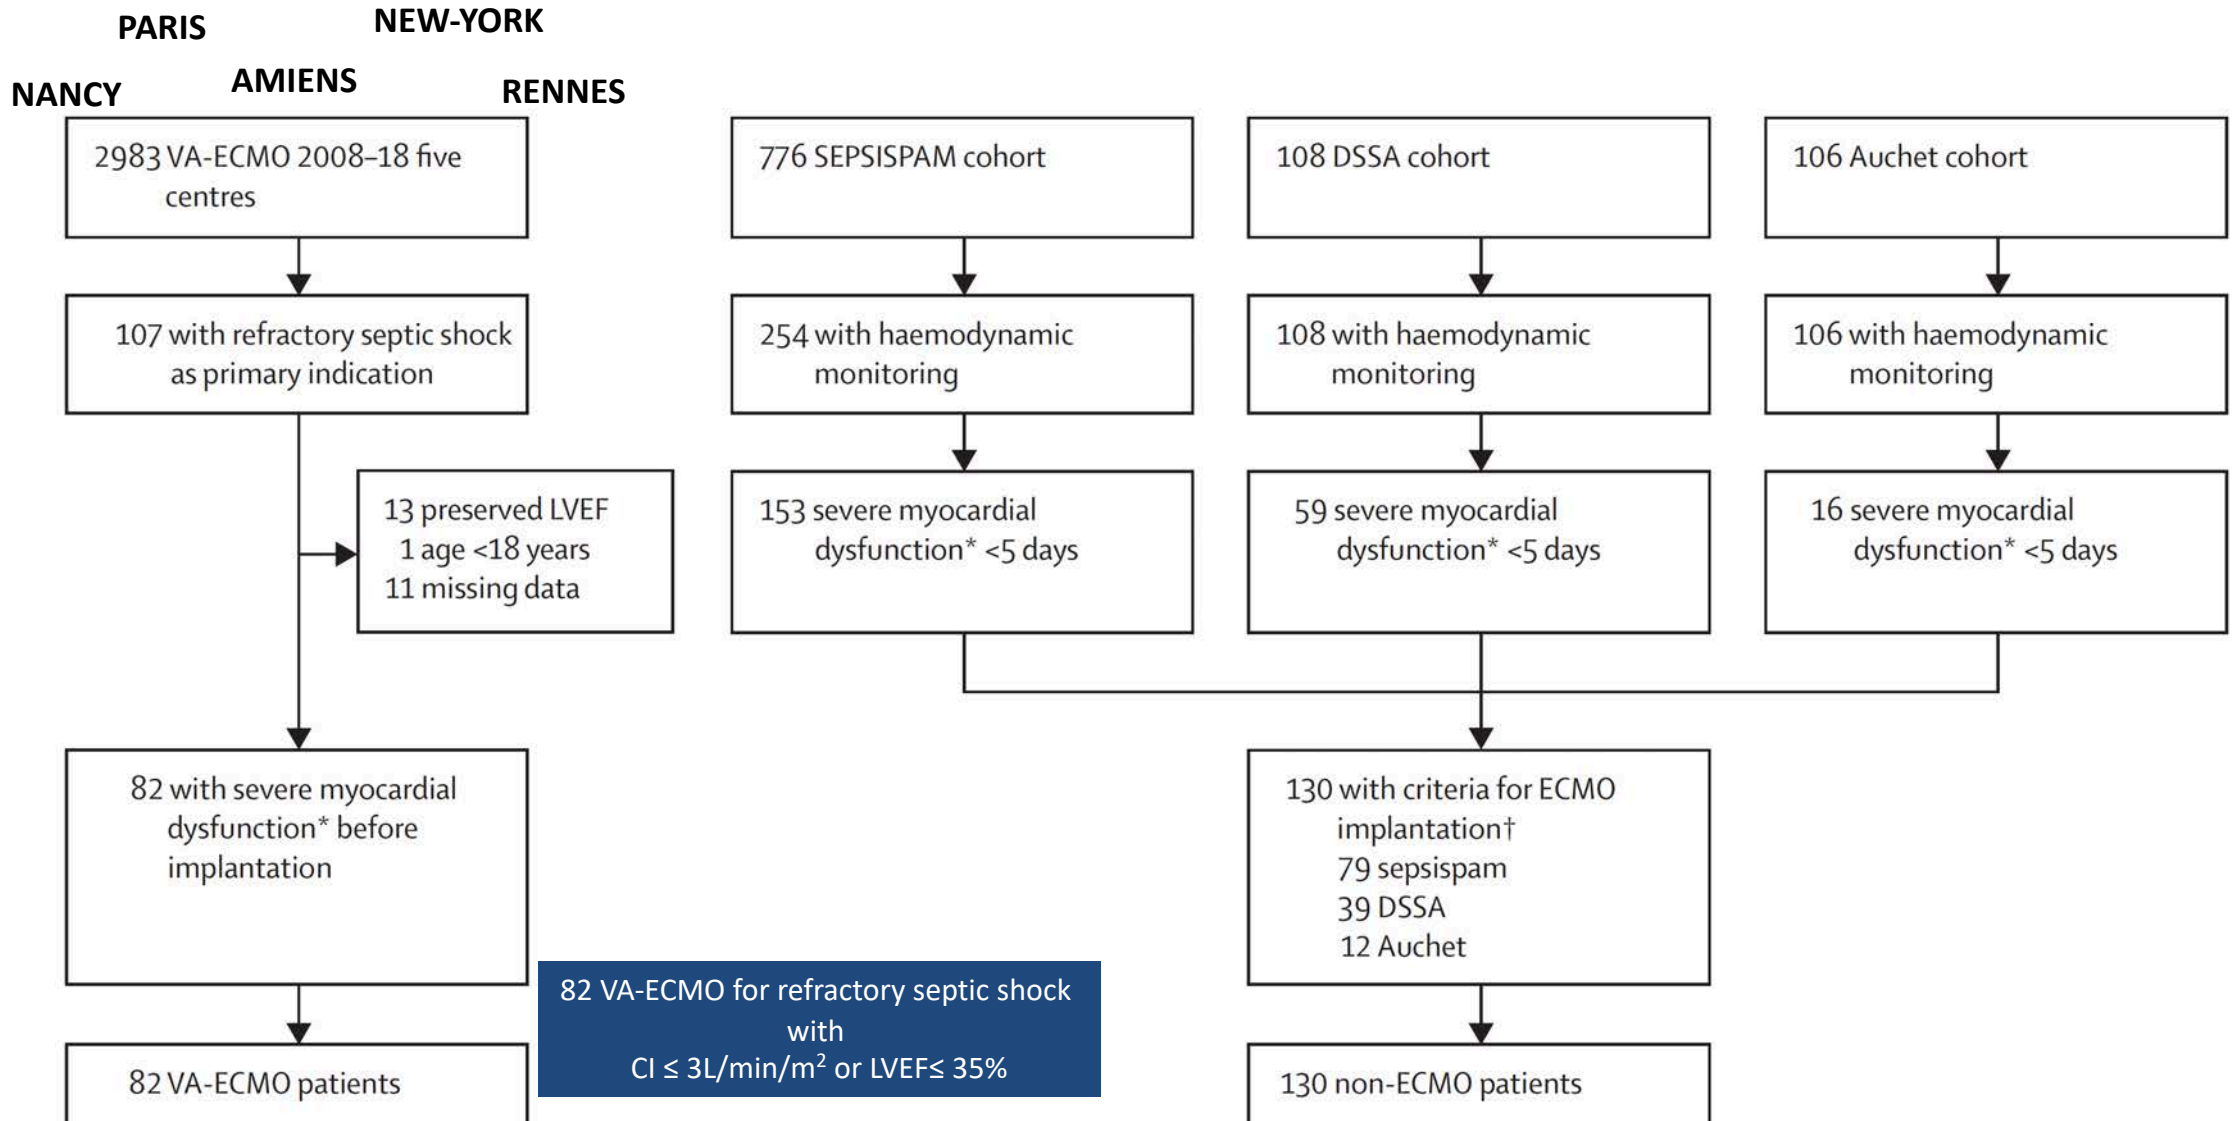 PARIS
NEW-YORK
NANCY
AMIENS
RENNES
2983 VA-ECMO 2008–18 five
centres
776 SEPSISPAM cohort
108 DSSA cohort
106 Auchet cohort
107 with refractory septic shock
as primary indication
254 with haemodynamic
monitoring
108 with haemodynamic
monitoring
106 with haemodynamic
monitoring
13 preserved LVEF
1 age <18 years
11 missing data
153 severe myocardial
dysfunction* <5 days
59 severe myocardial
dysfunction* <5 days
16 severe myocardial
dysfunction* <5 days
82 with severe myocardial
dysfunction* before
implantation
130 with criteria for ECMO
implantation†
79 sepsispam
39 DSSA
12 Auchet
82 VA-ECMO for refractory septic shock
with
CI ≤ 3L/min/m² or LVEF≤ 35%
82 VA-ECMO patients
130 non-ECMO patients